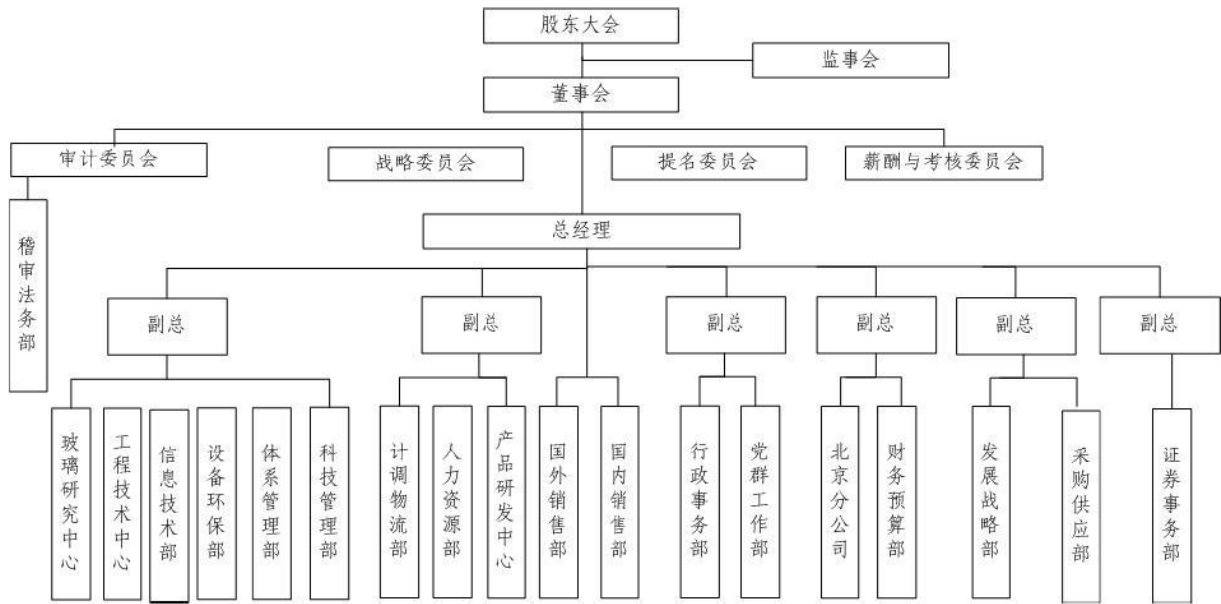 股东大会
监事会
董事会
审计委员会
战略委员会
提名委员会
薪酬与考核委员会
稽审法务部
总经理
副总
副总
副总
副总
副总
副总
玻璃研究中心
工程技术中心
信息技术部
设备环保部
体系管理部
科技管理部
计调物流部
人力资源部
产品研发中心
国外销售部
国内销售部
行政事务部
党群工作部
北京分公司
财务预算部
发展战略部
采购供应部
证券事务部